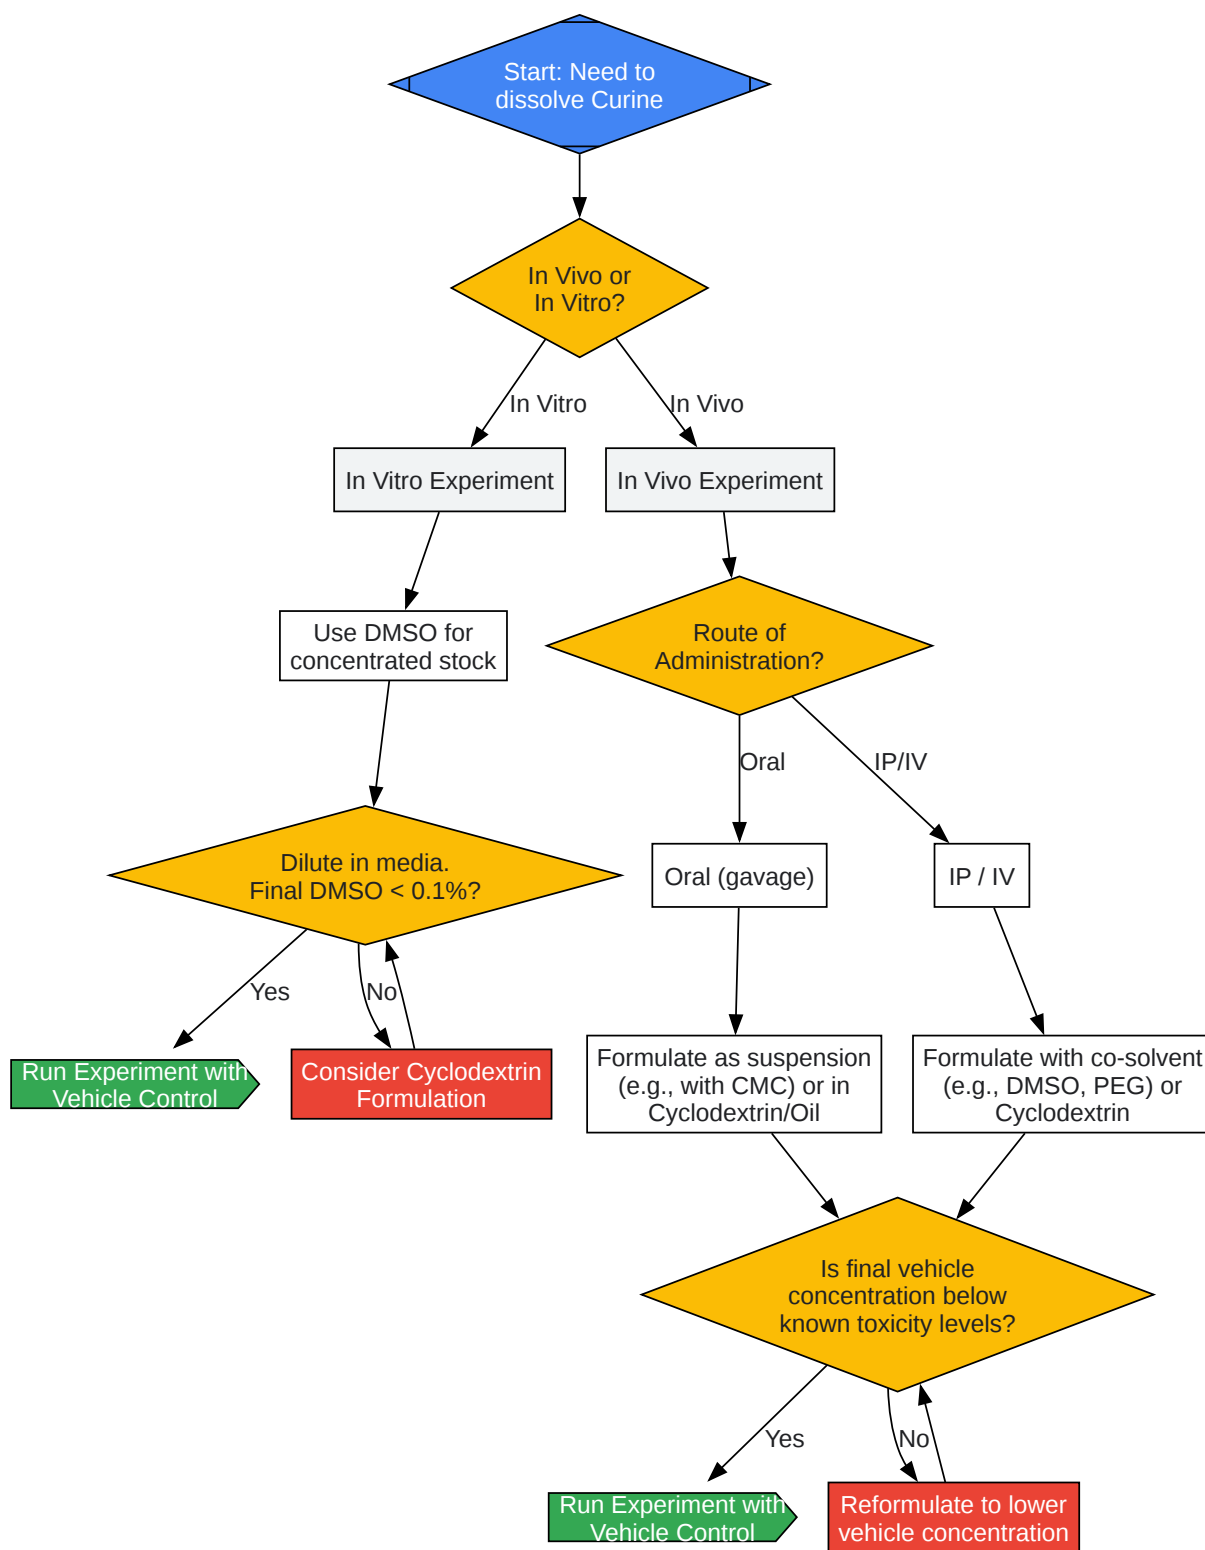 Start: Need to
dissolve Curine
In Vivo or
In Vitro?
In Vitro
In Vivo
In Vitro Experiment
In Vivo Experiment
Use DMSO for
concentrated stock
Route of
Administration?
Oral
IP/IV
Dilute in media.
Final DMSO < 0.1%?
Oral (gavage)
IP / IV
Yes
No
Run Experiment with
Vehicle Control
Consider Cyclodextrin
Formulation
Formulate as suspension
(e.g., with CMC) or in
Cyclodextrin/Oil
Formulate with co-solvent
(e.g., DMSO, PEG) or
Cyclodextrin
Is final vehicle
concentration below
known toxicity levels?
Yes
No
Run Experiment with
Vehicle Control
Reformulate to lower
vehicle concentration